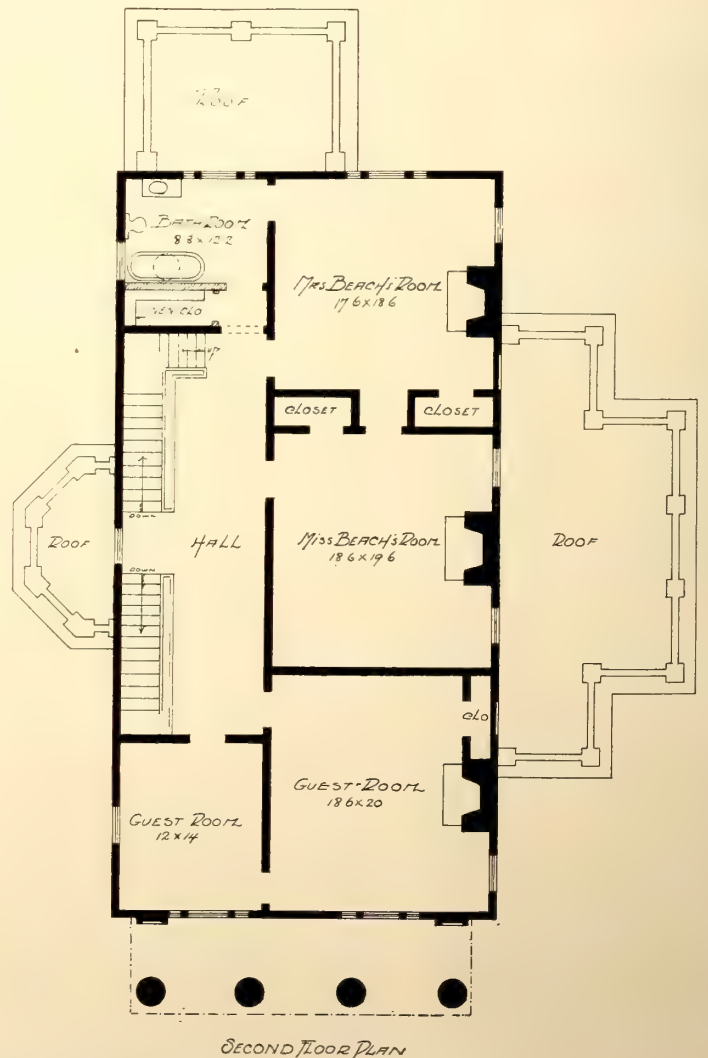 ROOF
BATH ROOM
8 8 x 12 2
MRS BEACH'S ROOM
17 6 x 18 6
CLO
UP
CLOSET
CLOSET
DOWN
ROOF
HALL
MISS BEACH'S ROOM
18 6 x 19 6
ROOF
DOWN
CLO
GUEST-ROOM
18 6 x 20
GUEST ROOM
12 x 14
SECOND FLOOR PLAN